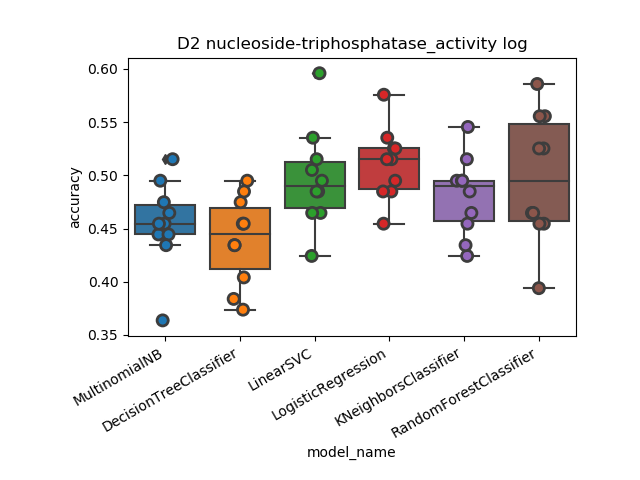 D2 nucleoside-triphosphatase_activity log
accuracy
0.60
0.55
0.50
0.45
0.40
0.35
MultinomialNB
DecisionTreeClassifier
LinearSVC
LogisticRegression
KNeighborsClassifier
RandomForestClassifier
model_name